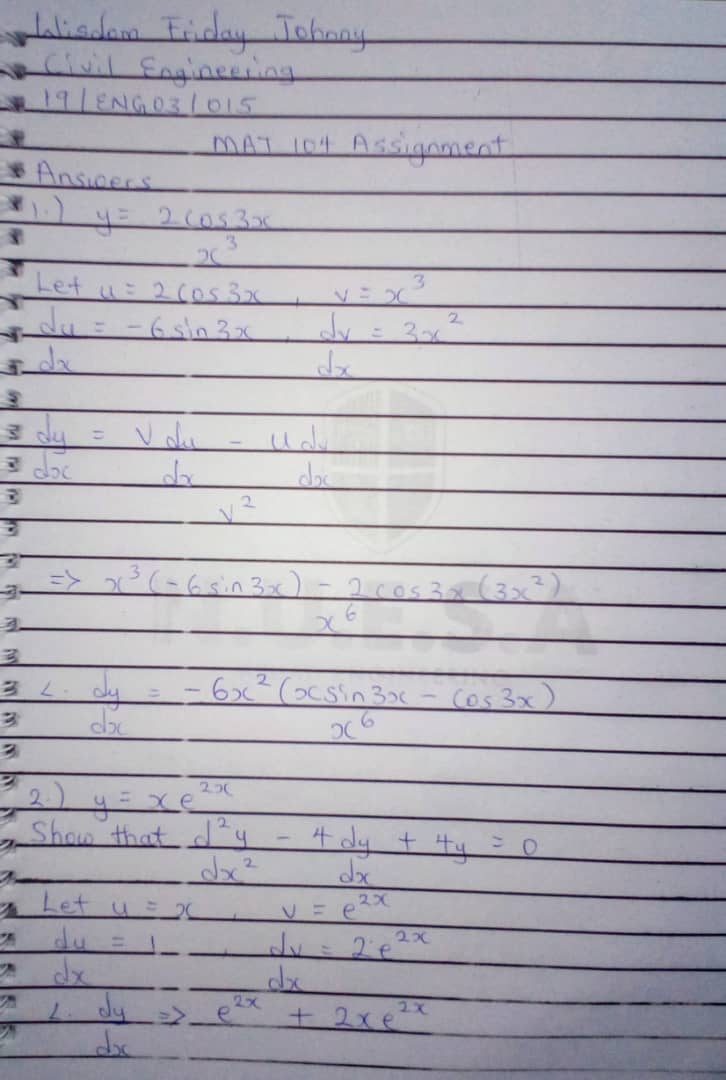 Wisdom Friday Johnny
Civil Engineering
19/ENG03/015
MAT 104 Assignment
Answers
1.) y = 2cos3x
x³
Let u = 2cos3x , v = x³
du = -6sin3x , dv = 3x²
dx dx
dy = Vdu - Udv
dx dx dx
v²
=> x³(-6sin3x) - 2cos3x(3x²)
x⁶
N.U.E.S.A
ENGINEERING
∴ dy = -6x²(xsin3x - cos3x)
dx x⁶
2.) y = xe²ˣ
Show that d²y - 4dy + 4y = 0
dx² dx
Let u = x , v = e²ˣ
du = 1 , dv = 2e²ˣ
dx dx
∴ dy => e²ˣ + 2xe²ˣ
dx